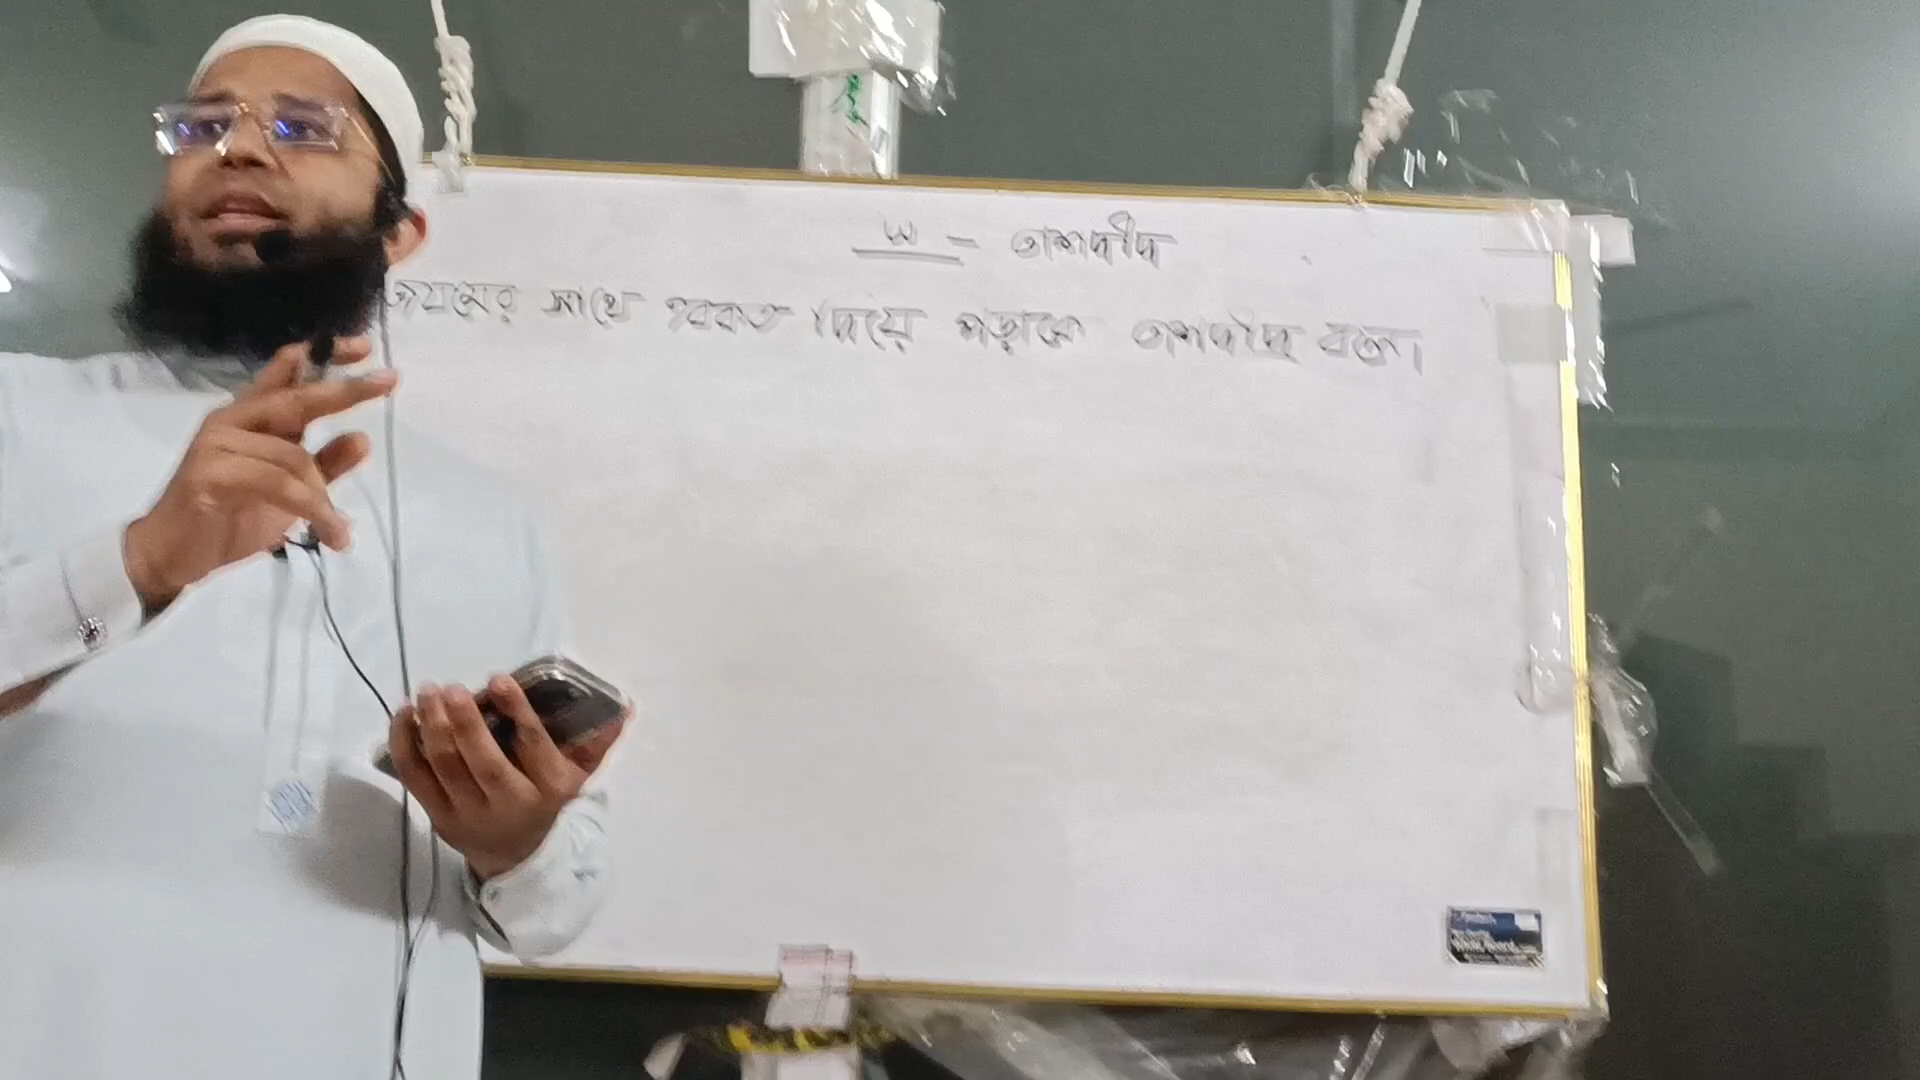 ّ - তাশদীদ
জযমের সাথে হরকত দিয়ে পড়াকে তাশদীদ বলে।